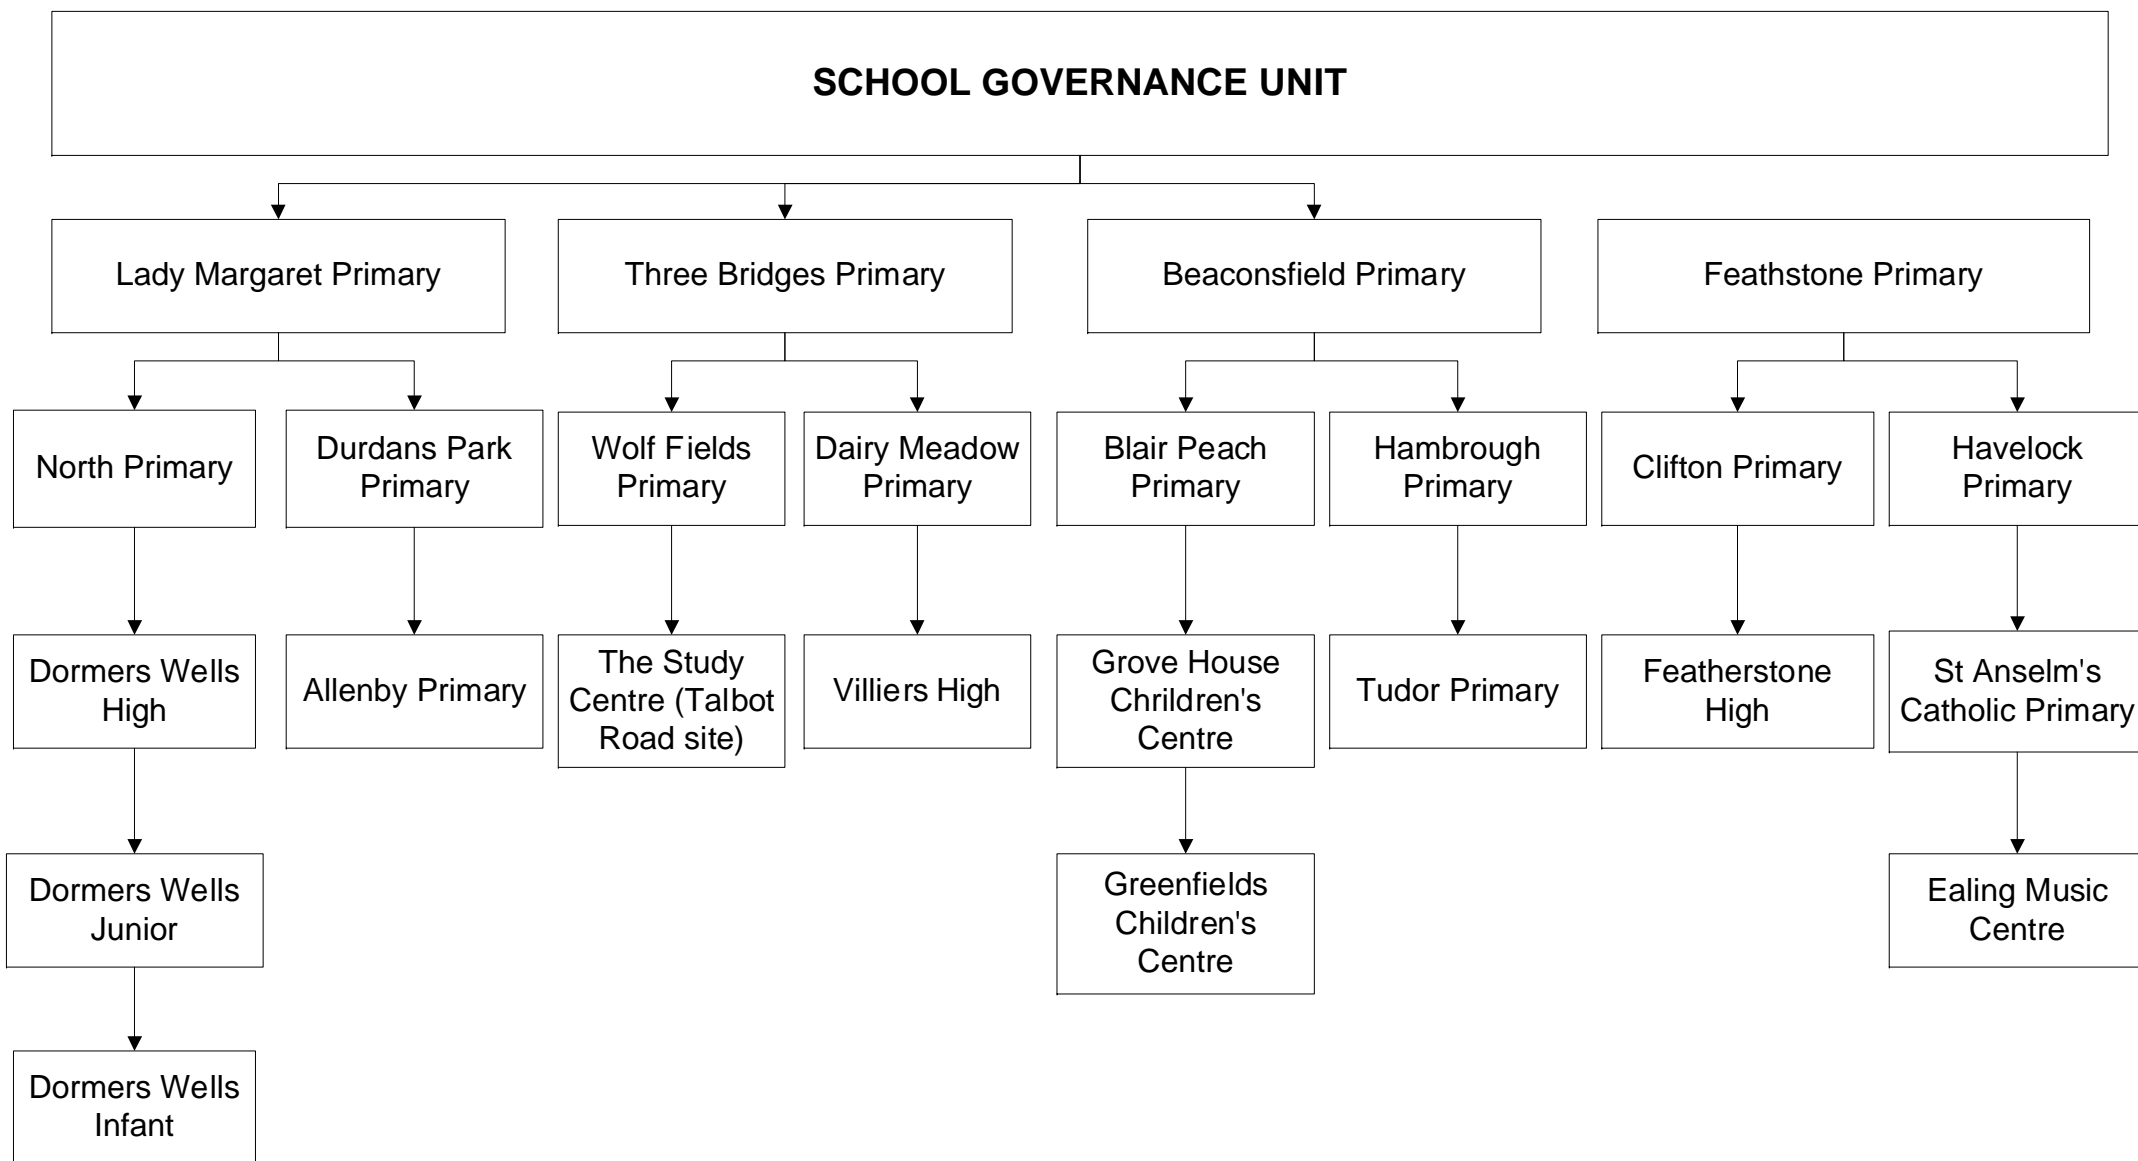 SCHOOL GOVERNANCE UNIT
Lady Margaret Primary
Three Bridges Primary
Beaconsfield Primary
Feathstone Primary
North Primary
Durdans Park
Primary
Wolf Fields
Primary
Dairy Meadow
Primary
Blair Peach
Primary
Hambrough
Primary
Clifton Primary
Havelock
Primary
Dormers Wells
High
Allenby Primary
The Study
Centre (Talbot
Road site)
Villiers High
Grove House
Chrildren's
Centre
Tudor Primary
Featherstone
High
St Anselm's
Catholic Primary
Dormers Wells
Junior
Greenfields
Children's
Centre
Ealing Music
Centre
Dormers Wells
Infant